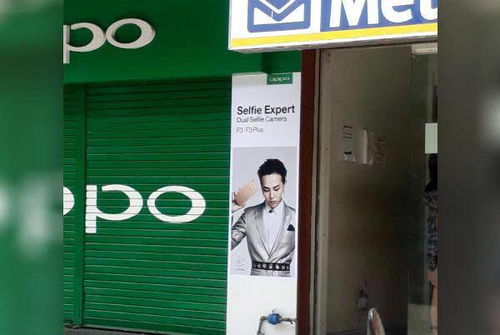 ppo
Met
oppo
Selfie Expert
Dual Selfie Camera
F3 | F3 Plus
ppo